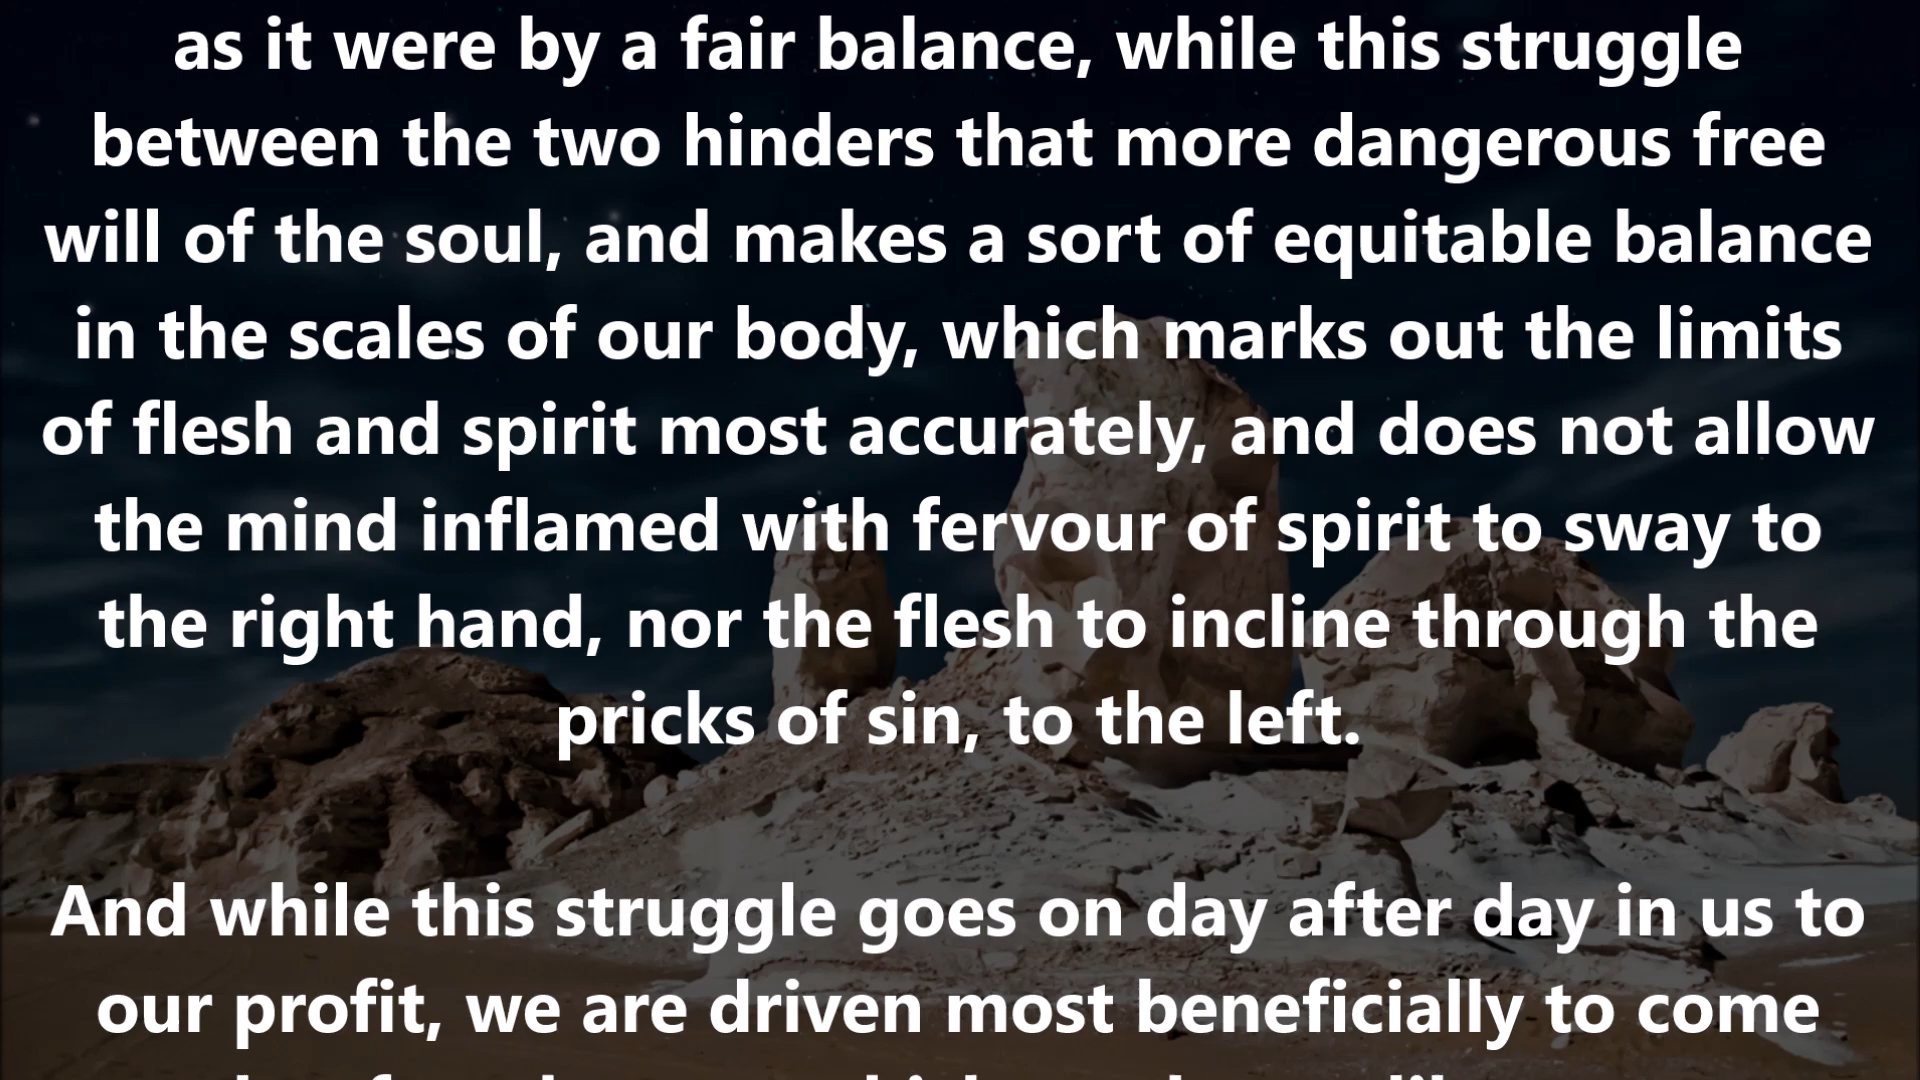 as it were by a fair balance, while this struggle
between the two hinders that more dangerous free
will of the soul, and makes a sort of equitable balance
in the scales of our body, which marks out the limits
of flesh and spirit most accurately, and does not allow
the mind inflamed with fervour of spirit to sway to
the right hand, nor the flesh to incline through the
pricks of sin, to the left.
And while this struggle goes on day after day in us to
our profit, we are driven most beneficially to come